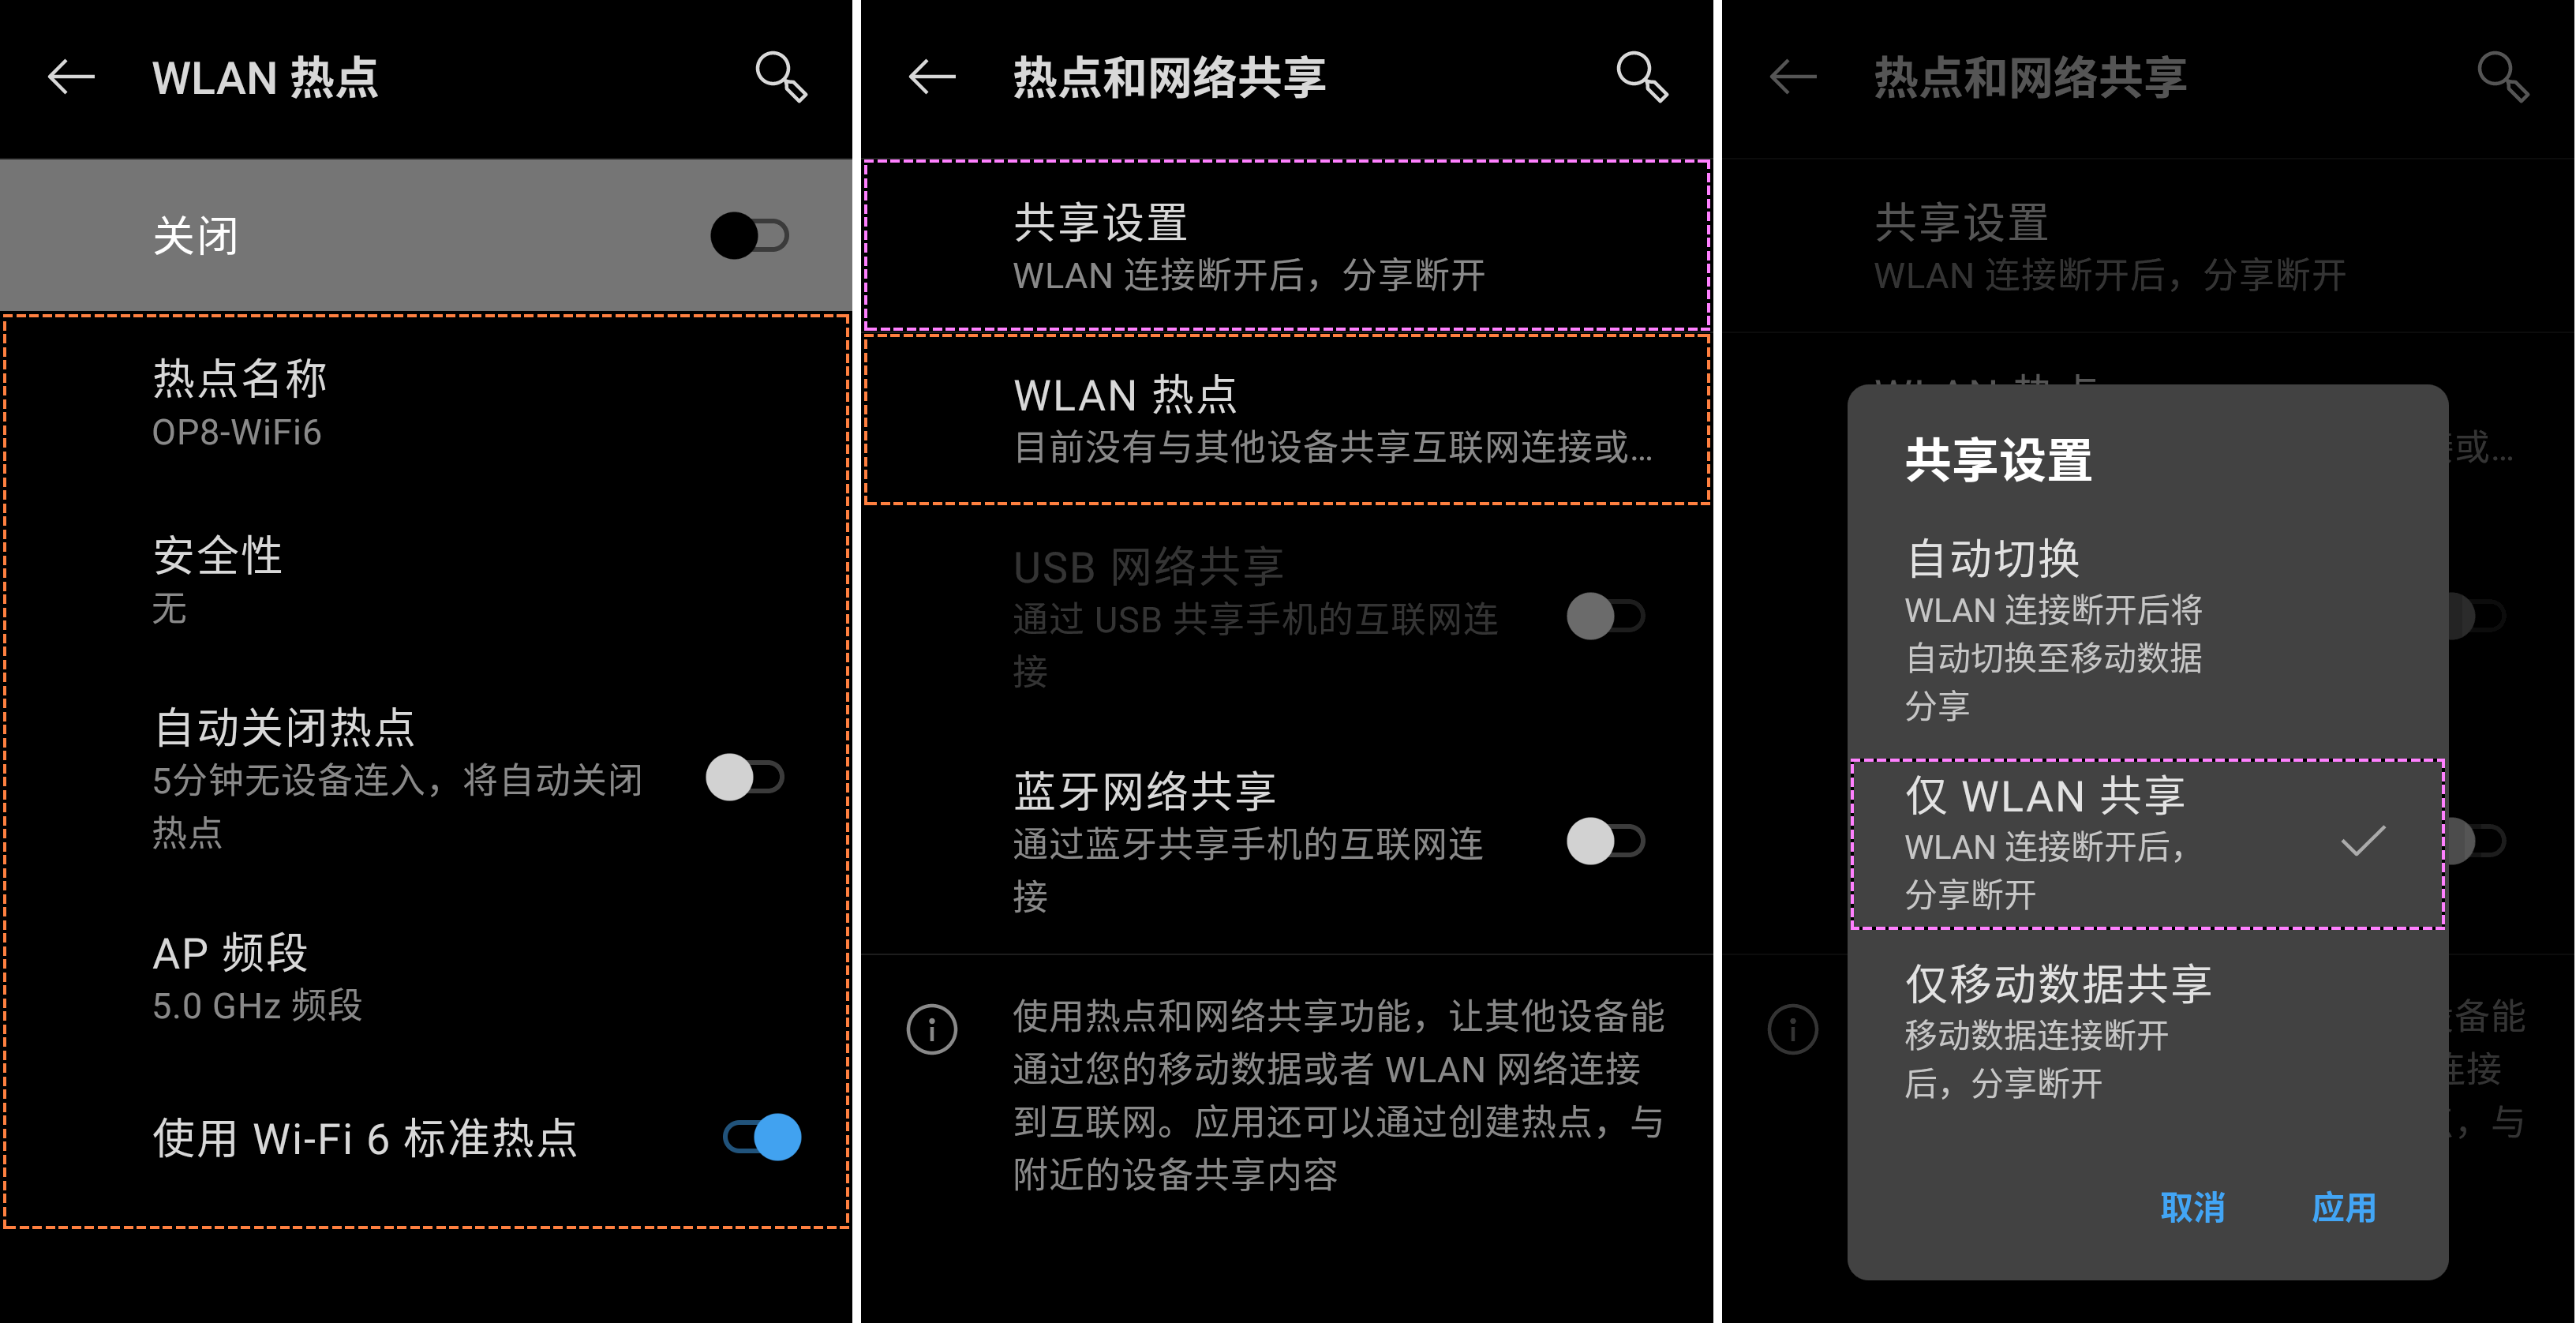 WLAN 热点
关闭
热点名称
OP8-WiFi6
安全性
无
自动关闭热点
5分钟无设备连入，将自动关闭
热点
AP 频段
5.0 GHz 频段
使用 Wi-Fi 6 标准热点
热点和网络共享
共享设置
WLAN 连接断开后，分享断开
WLAN 热点
目前没有与其他设备共享互联网连接或...
USB 网络共享
通过 USB 共享手机的互联网连
接
蓝牙网络共享
通过蓝牙共享手机的互联网连
接
使用热点和网络共享功能，让其他设备能
通过您的移动数据或者 WLAN 网络连接
到互联网。应用还可以通过创建热点，与
附近的设备共享内容
热点和网络共享
共享设置
WLAN 连接断开后，分享断开
WLAN 热点
或...
共享设置
自动切换
WLAN 连接断开后将
自动切换至移动数据
分享
仅 WLAN 共享
WLAN 连接断开后，
分享断开
仅移动数据共享
移动数据连接断开
后，分享断开
取消
应用
备能
连接
，与